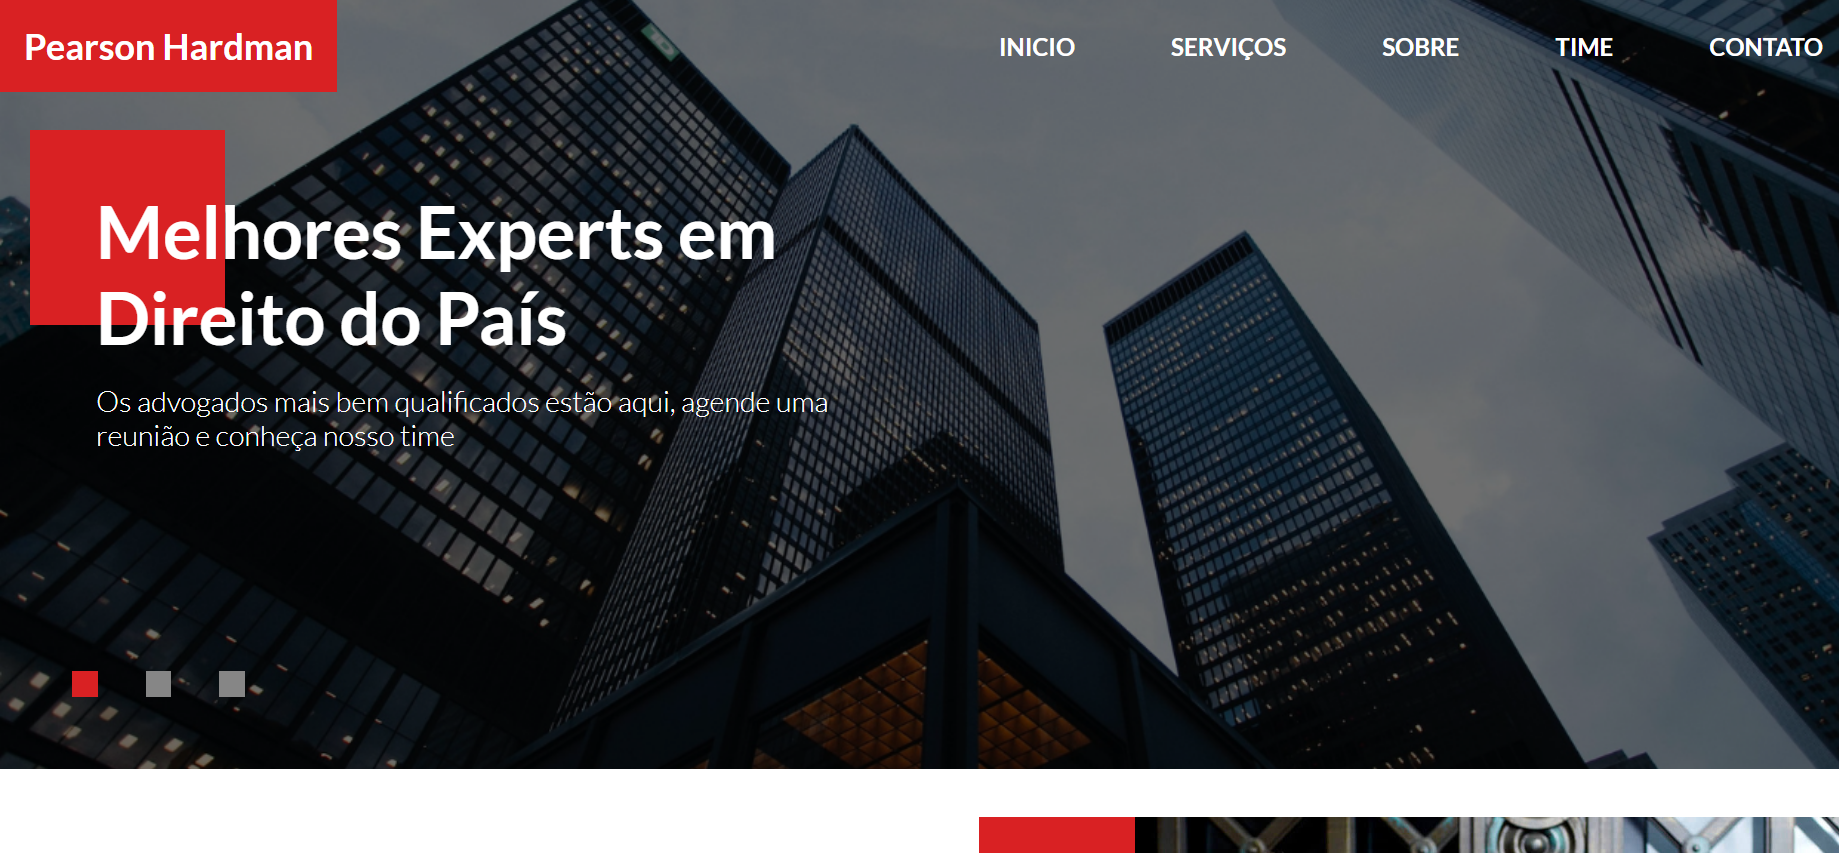 Pearson Hardman
INICIO
SERVIÇOS
SOBRE
TIME
CONTATO
Melhores Experts em
Direito do País
Os advogados mais bem qualificados estão aqui, agende uma
reunião e conheça nosso time